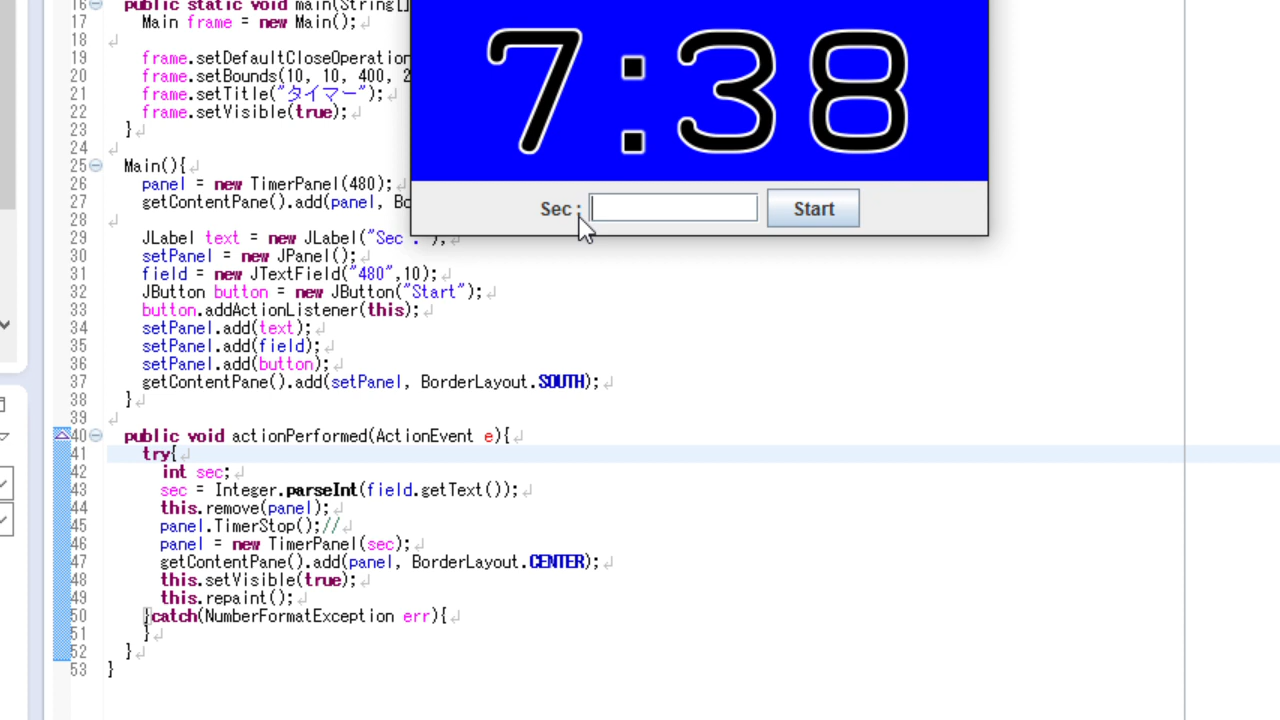 7:38
Sec :
Start
16 public static void main(String[]
17 Main frame = new Main();
18
19 frame.setDefaultCloseOperation
20 frame.setBounds(10, 10, 400, 2
21 frame.setTitle("タイマー");
22 frame.setVisible(true);
23 }
24
25 Main(){
26 panel = new TimerPanel(480);
27 getContentPane().add(panel, Bo
28
29 JLabel text = new JLabel("Sec : ");
30 setPanel = new JPanel();
31 field = new JTextField("480",10);
32 JButton button = new JButton("Start");
33 button.addActionListener(this);
34 setPanel.add(text);
35 setPanel.add(field);
36 setPanel.add(button);
37 getContentPane().add(setPanel, BorderLayout.SOUTH);
38 }
39
40 public void actionPerformed(ActionEvent e){
41 try{
42 int sec;
43 sec = Integer.parseInt(field.getText());
44 this.remove(panel);
45 panel.TimerStop();//
46 panel = new TimerPanel(sec);
47 getContentPane().add(panel, BorderLayout.CENTER);
48 this.setVisible(true);
49 this.repaint();
50 }catch(NumberFormatException err){
51 }
52 }
53 }